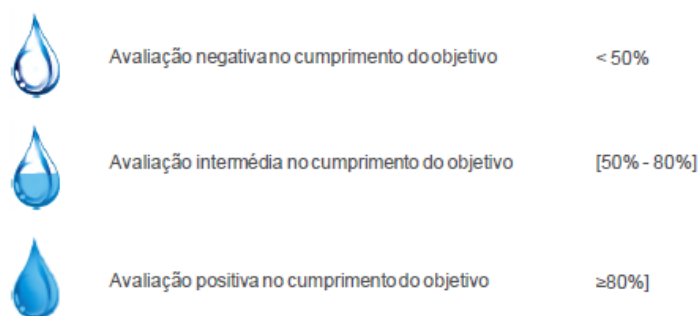 Avaliação negativa no cumprimento do objetivo < 50%
Avaliação intermédia no cumprimento do objetivo [50% - 80%]
Avaliação positiva no cumprimento do objetivo ≥80%]